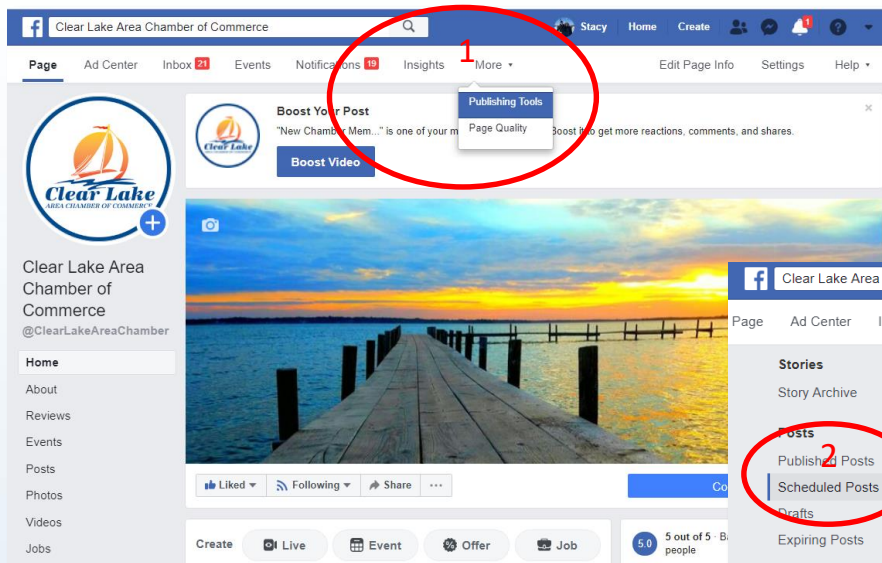 Clear Lake Area Chamber of Commerce
Stacy Home Create 1
Page Ad Center Inbox 21 Events Notifications 19 Insights More Edit Page Info Settings Help
1
Publishing Tools
Page Quality
Boost Your Post
"New Chamber Mem..." is one of your m Boost it to get more reactions, comments, and shares.
Boost Video
Clear Lake
Clear Lake
AREA CHAMBER OF COMMERCE
Clear Lake Area
Chamber of
Commerce
@ClearLakeAreaChamber
Home
About
Reviews
Events
Posts
Photos
Videos
Jobs
Liked Following Share ...
Co
Create Live Event Offer Job
5.0 5 out of 5 · Ba
people
Clear Lake Area
Page Ad Center I
Stories
Story Archive
Posts
2
Published Posts
Scheduled Posts
Drafts
Expiring Posts